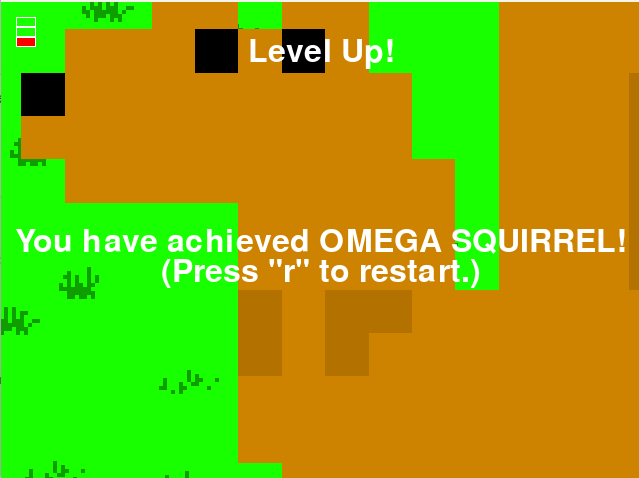 Level Up!
You have achieved OMEGA SQUIRREL!
(Press "r" to restart.)